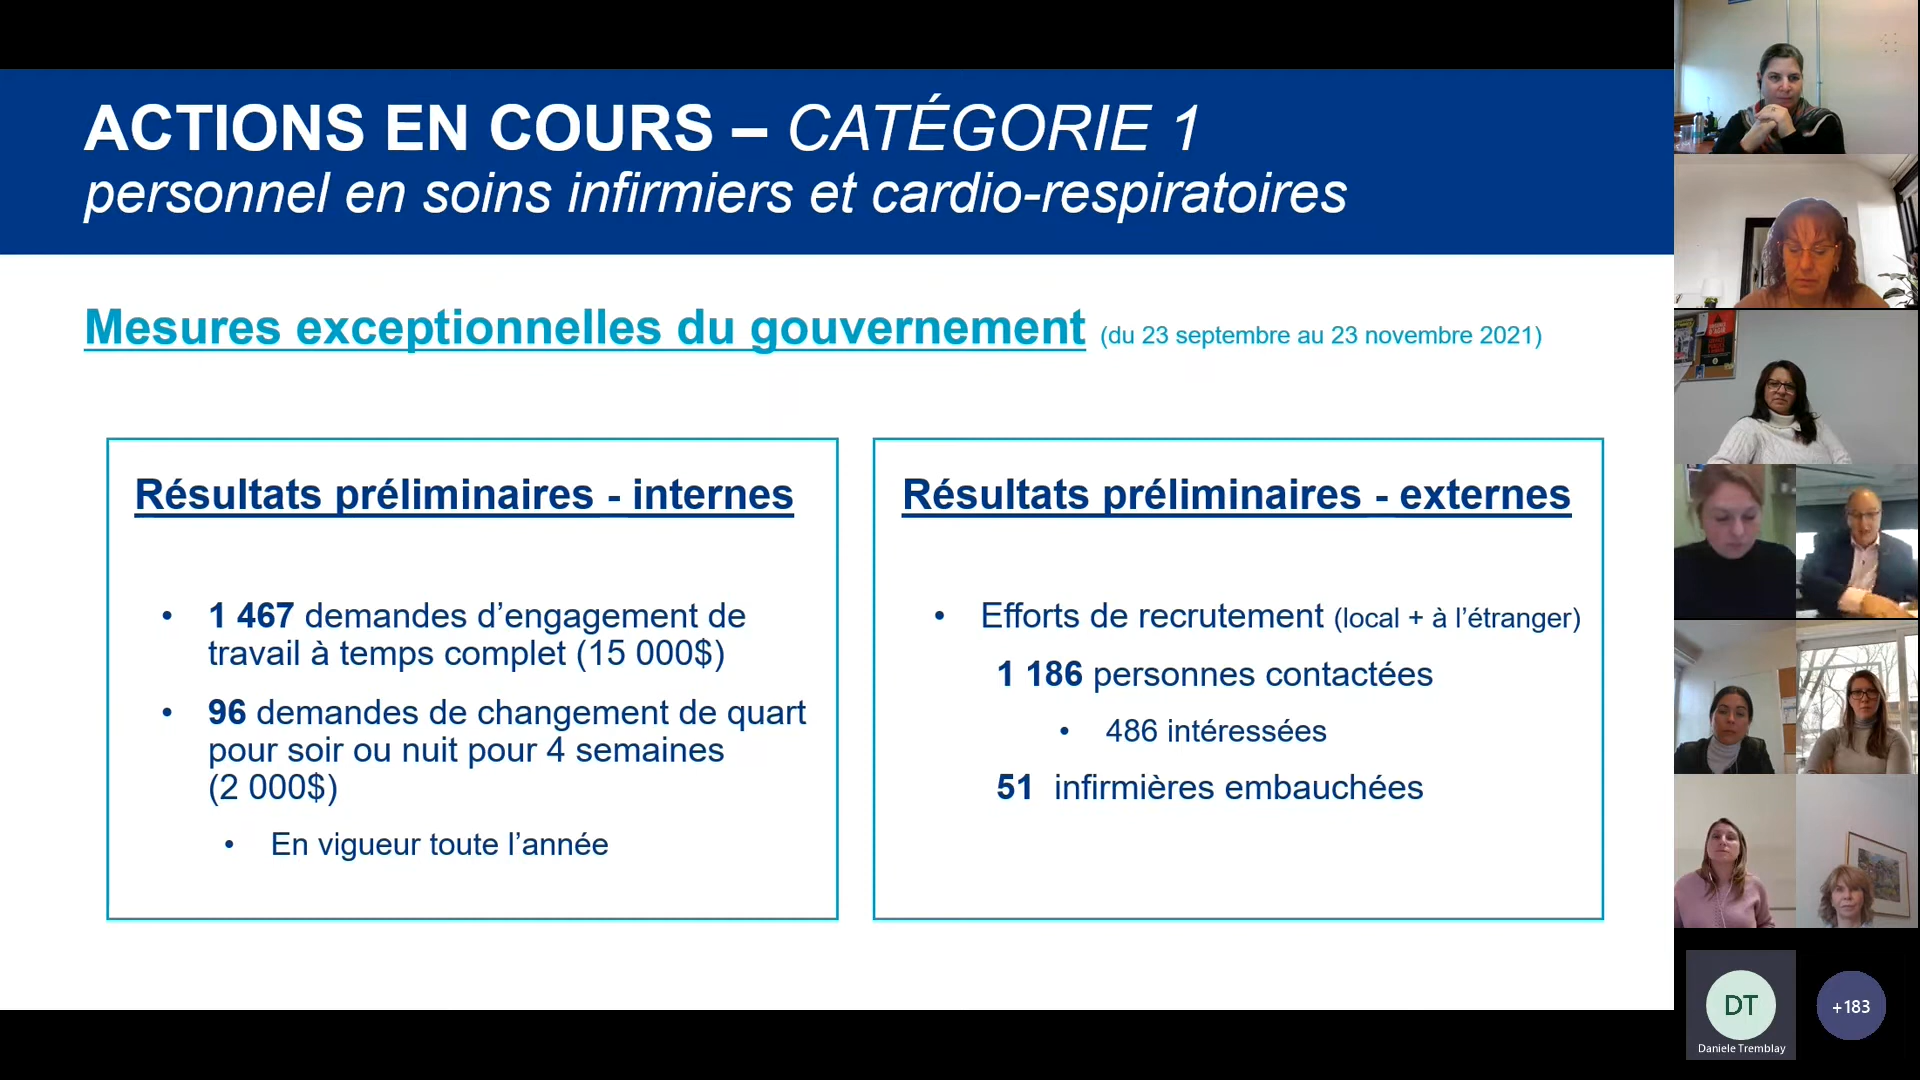 ACTIONS EN COURS – CATÉGORIE 1
personnel en soins infirmiers et cardio-respiratoires
Mesures exceptionnelles du gouvernement (du 23 septembre au 23 novembre 2021)
Résultats préliminaires - internes
• 1 467 demandes d’engagement de
travail à temps complet (15 000$)
• 96 demandes de changement de quart
pour soir ou nuit pour 4 semaines
(2 000$)
• En vigueur toute l’année
Résultats préliminaires - externes
• Efforts de recrutement (local + à l’étranger)
1 186 personnes contactées
• 486 intéressées
51 infirmières embauchées
DT
Daniele Tremblay
+183